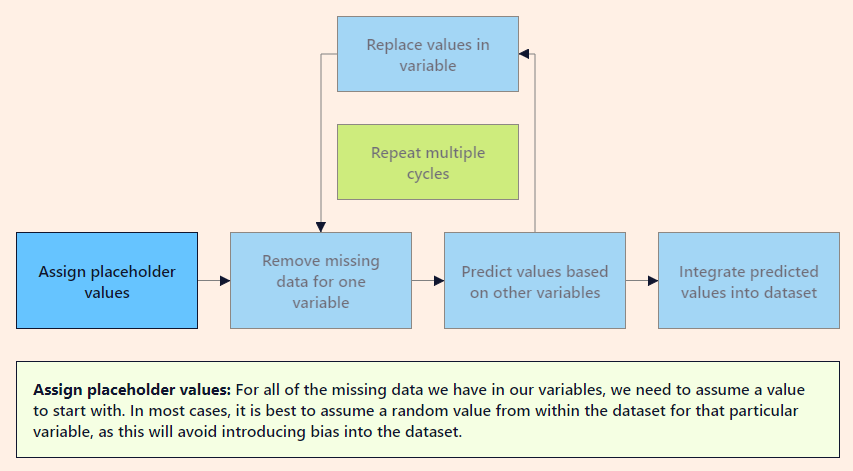 Replace values in
variable
Repeat multiple
cycles
Assign placeholder
values
Remove missing
data for one
variable
Predict values based
on other variables
Integrate predicted
values into dataset
Assign placeholder values: For all of the missing data we have in our variables, we need to assume a value
to start with. In most cases, it is best to assume a random value from within the dataset for that particular
variable, as this will avoid introducing bias into the dataset.